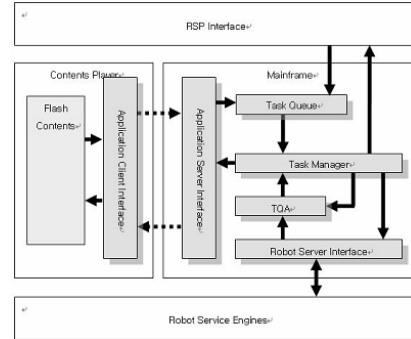 RSP Interface
Contents Player
Mainframe
Flash
Contents
Application Client Interface
Application Server Interface
Task Queue
Task Manager
TQA
Robot Server Interface
Robot Service Engines